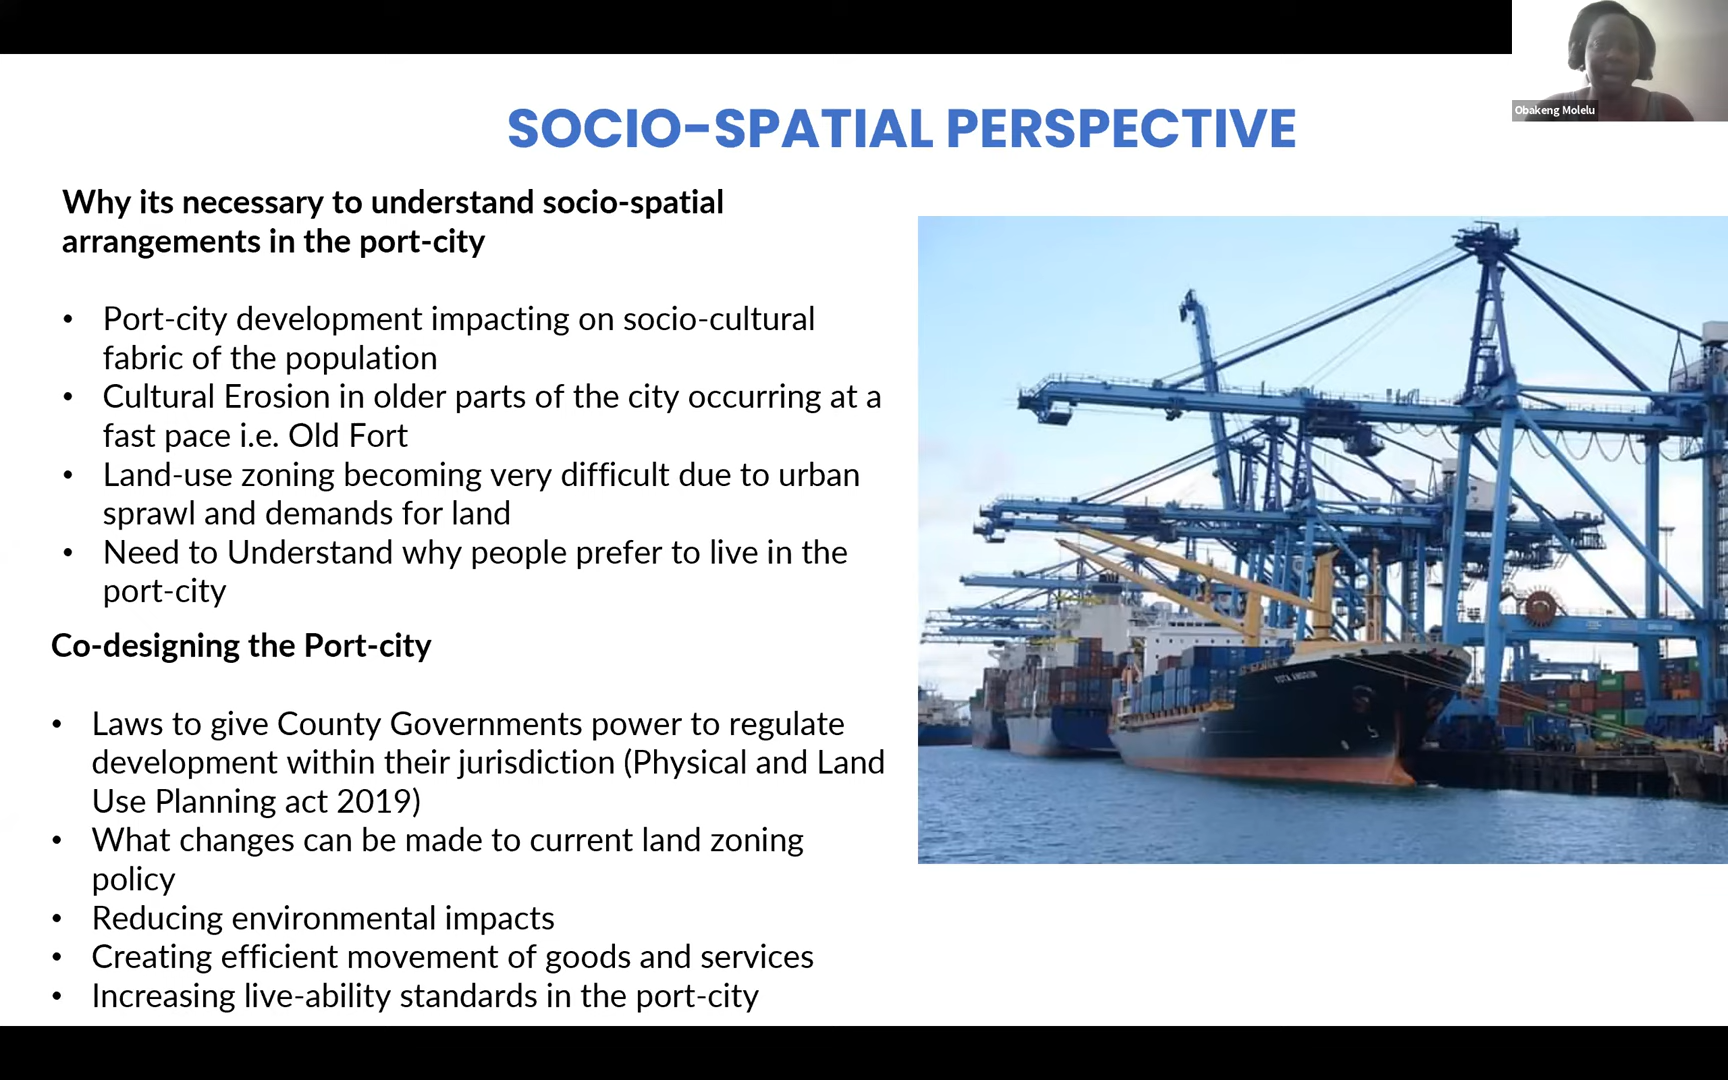 Obakeng Molelu
SOCIO-SPATIAL PERSPECTIVE
Why its necessary to understand socio-spatial
arrangements in the port-city
• Port-city development impacting on socio-cultural
fabric of the population
• Cultural Erosion in older parts of the city occurring at a
fast pace i.e. Old Fort
• Land-use zoning becoming very difficult due to urban
sprawl and demands for land
• Need to Understand why people prefer to live in the
port-city
Co-designing the Port-city
• Laws to give County Governments power to regulate
development within their jurisdiction (Physical and Land
Use Planning act 2019)
• What changes can be made to current land zoning
policy
• Reducing environmental impacts
• Creating efficient movement of goods and services
• Increasing live-ability standards in the port-city